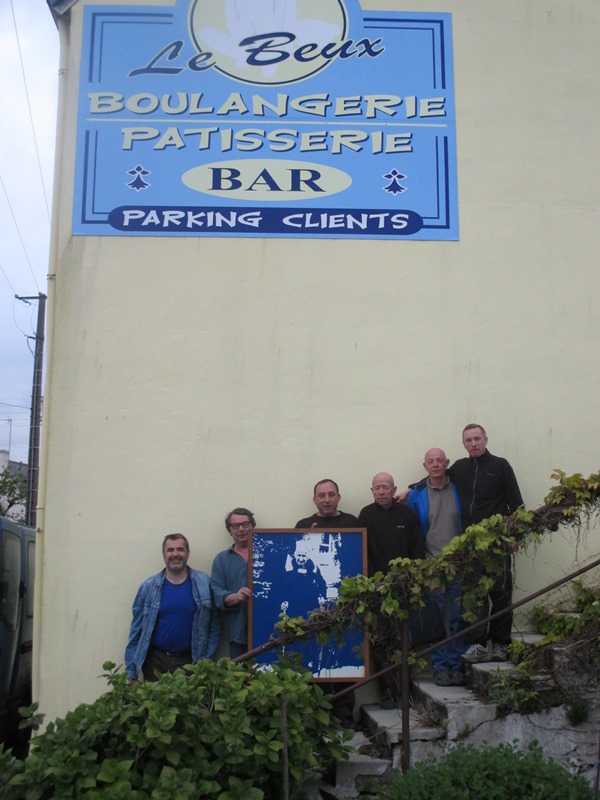 Le Beux
BOULANGERIE
PATISSERIE
BAR
PARKING CLIENTS